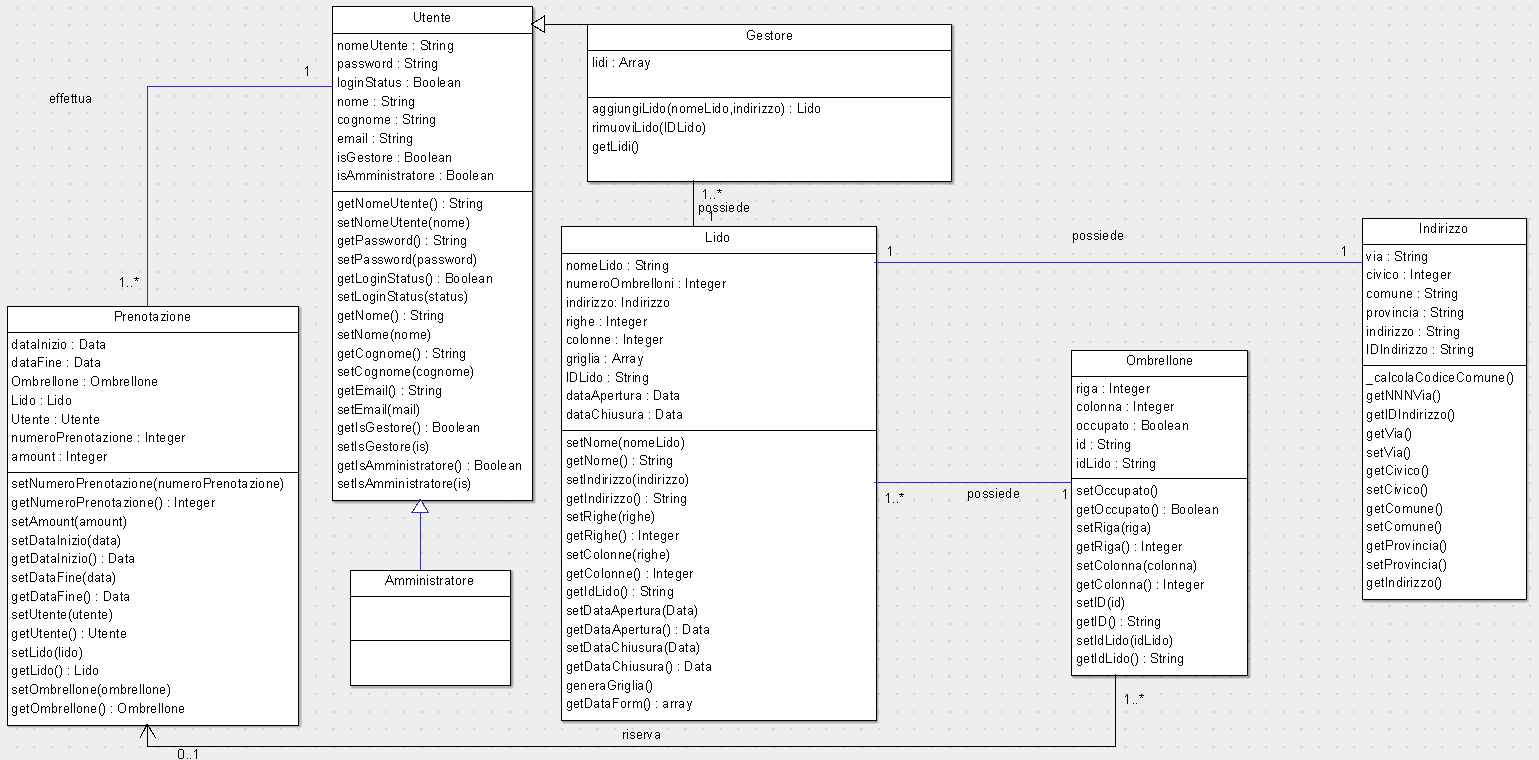 Utente
nomeUtente : String
password : String
loginStatus : Boolean
nome : String
cognome : String
email : String
isGestore : Boolean
isAmministratore : Boolean
getNomeUtente() : String
setNomeUtente(nome)
getPassword() : String
setPassword(password)
getLoginStatus() : Boolean
setLoginStatus(status)
getNome() : String
setNome(nome)
getCognome() : String
setCognome(cognome)
getEmail() : String
setEmail(mail)
getIsGestore() : Boolean
setIsGestore(is)
getIsAmministratore() : Boolean
setIsAmministratore(is)
Gestore
lidi : Array
aggiungiLido(nomeLido,indirizzo) : Lido
rimuoviLido(IDLido)
getLidi()
1
effettua
1..*
Prenotazione
dataInizio : Data
dataFine : Data
Ombrellone : Ombrellone
Lido : Lido
Utente : Utente
numeroPrenotazione : Integer
amount : Integer
setNumeroPrenotazione(numeroPrenotazione)
getNumeroPrenotazione() : Integer
setAmount(amount)
setDataInizio(data)
getDataInizio() : Data
setDataFine(data)
getDataFine() : Data
setUtente(utente)
getUtente() : Utente
setLido(lido)
getLido() : Lido
setOmbrellone(ombrellone)
getOmbrellone() : Ombrellone
Amministratore
1..*
possiede
1
Lido
nomeLido : String
numeroOmbrelloni : Integer
indirizzo: Indirizzo
righe : Integer
colonne : Integer
griglia : Array
IDLido : String
dataApertura : Data
dataChiusura : Data
setNome(nomeLido)
getNome() : String
setIndirizzo(indirizzo)
getIndirizzo() : String
setRighe(righe)
getRighe() : Integer
setColonne(righe)
getColonne() : Integer
getIdLido() : String
setDataApertura(Data)
getDataApertura() : Data
setDataChiusura(Data)
getDataChiusura() : Data
generaGriglia()
getDataForm() : array
1
possiede
1
Indirizzo
via : String
civico : Integer
comune : String
provincia : String
indirizzo : String
IDIndirizzo : String
_calcolaCodiceComune()
getNNNVia()
getIDIndirizzo()
getVia()
setVia()
getCivico()
setCivico()
getComune()
setComune()
getProvincia()
setProvincia()
getIndirizzo()
1..*
possiede
1
Ombrellone
riga : Integer
colonna : Integer
occupato : Boolean
id : String
idLido : String
setOccupato()
getOccupato() : Boolean
setRiga(riga)
getRiga() : Integer
setColonna(colonna)
getColonna() : Integer
setID(id)
getID() : String
setIdLido(idLido)
getIdLido() : String
1..*
riserva
0..1